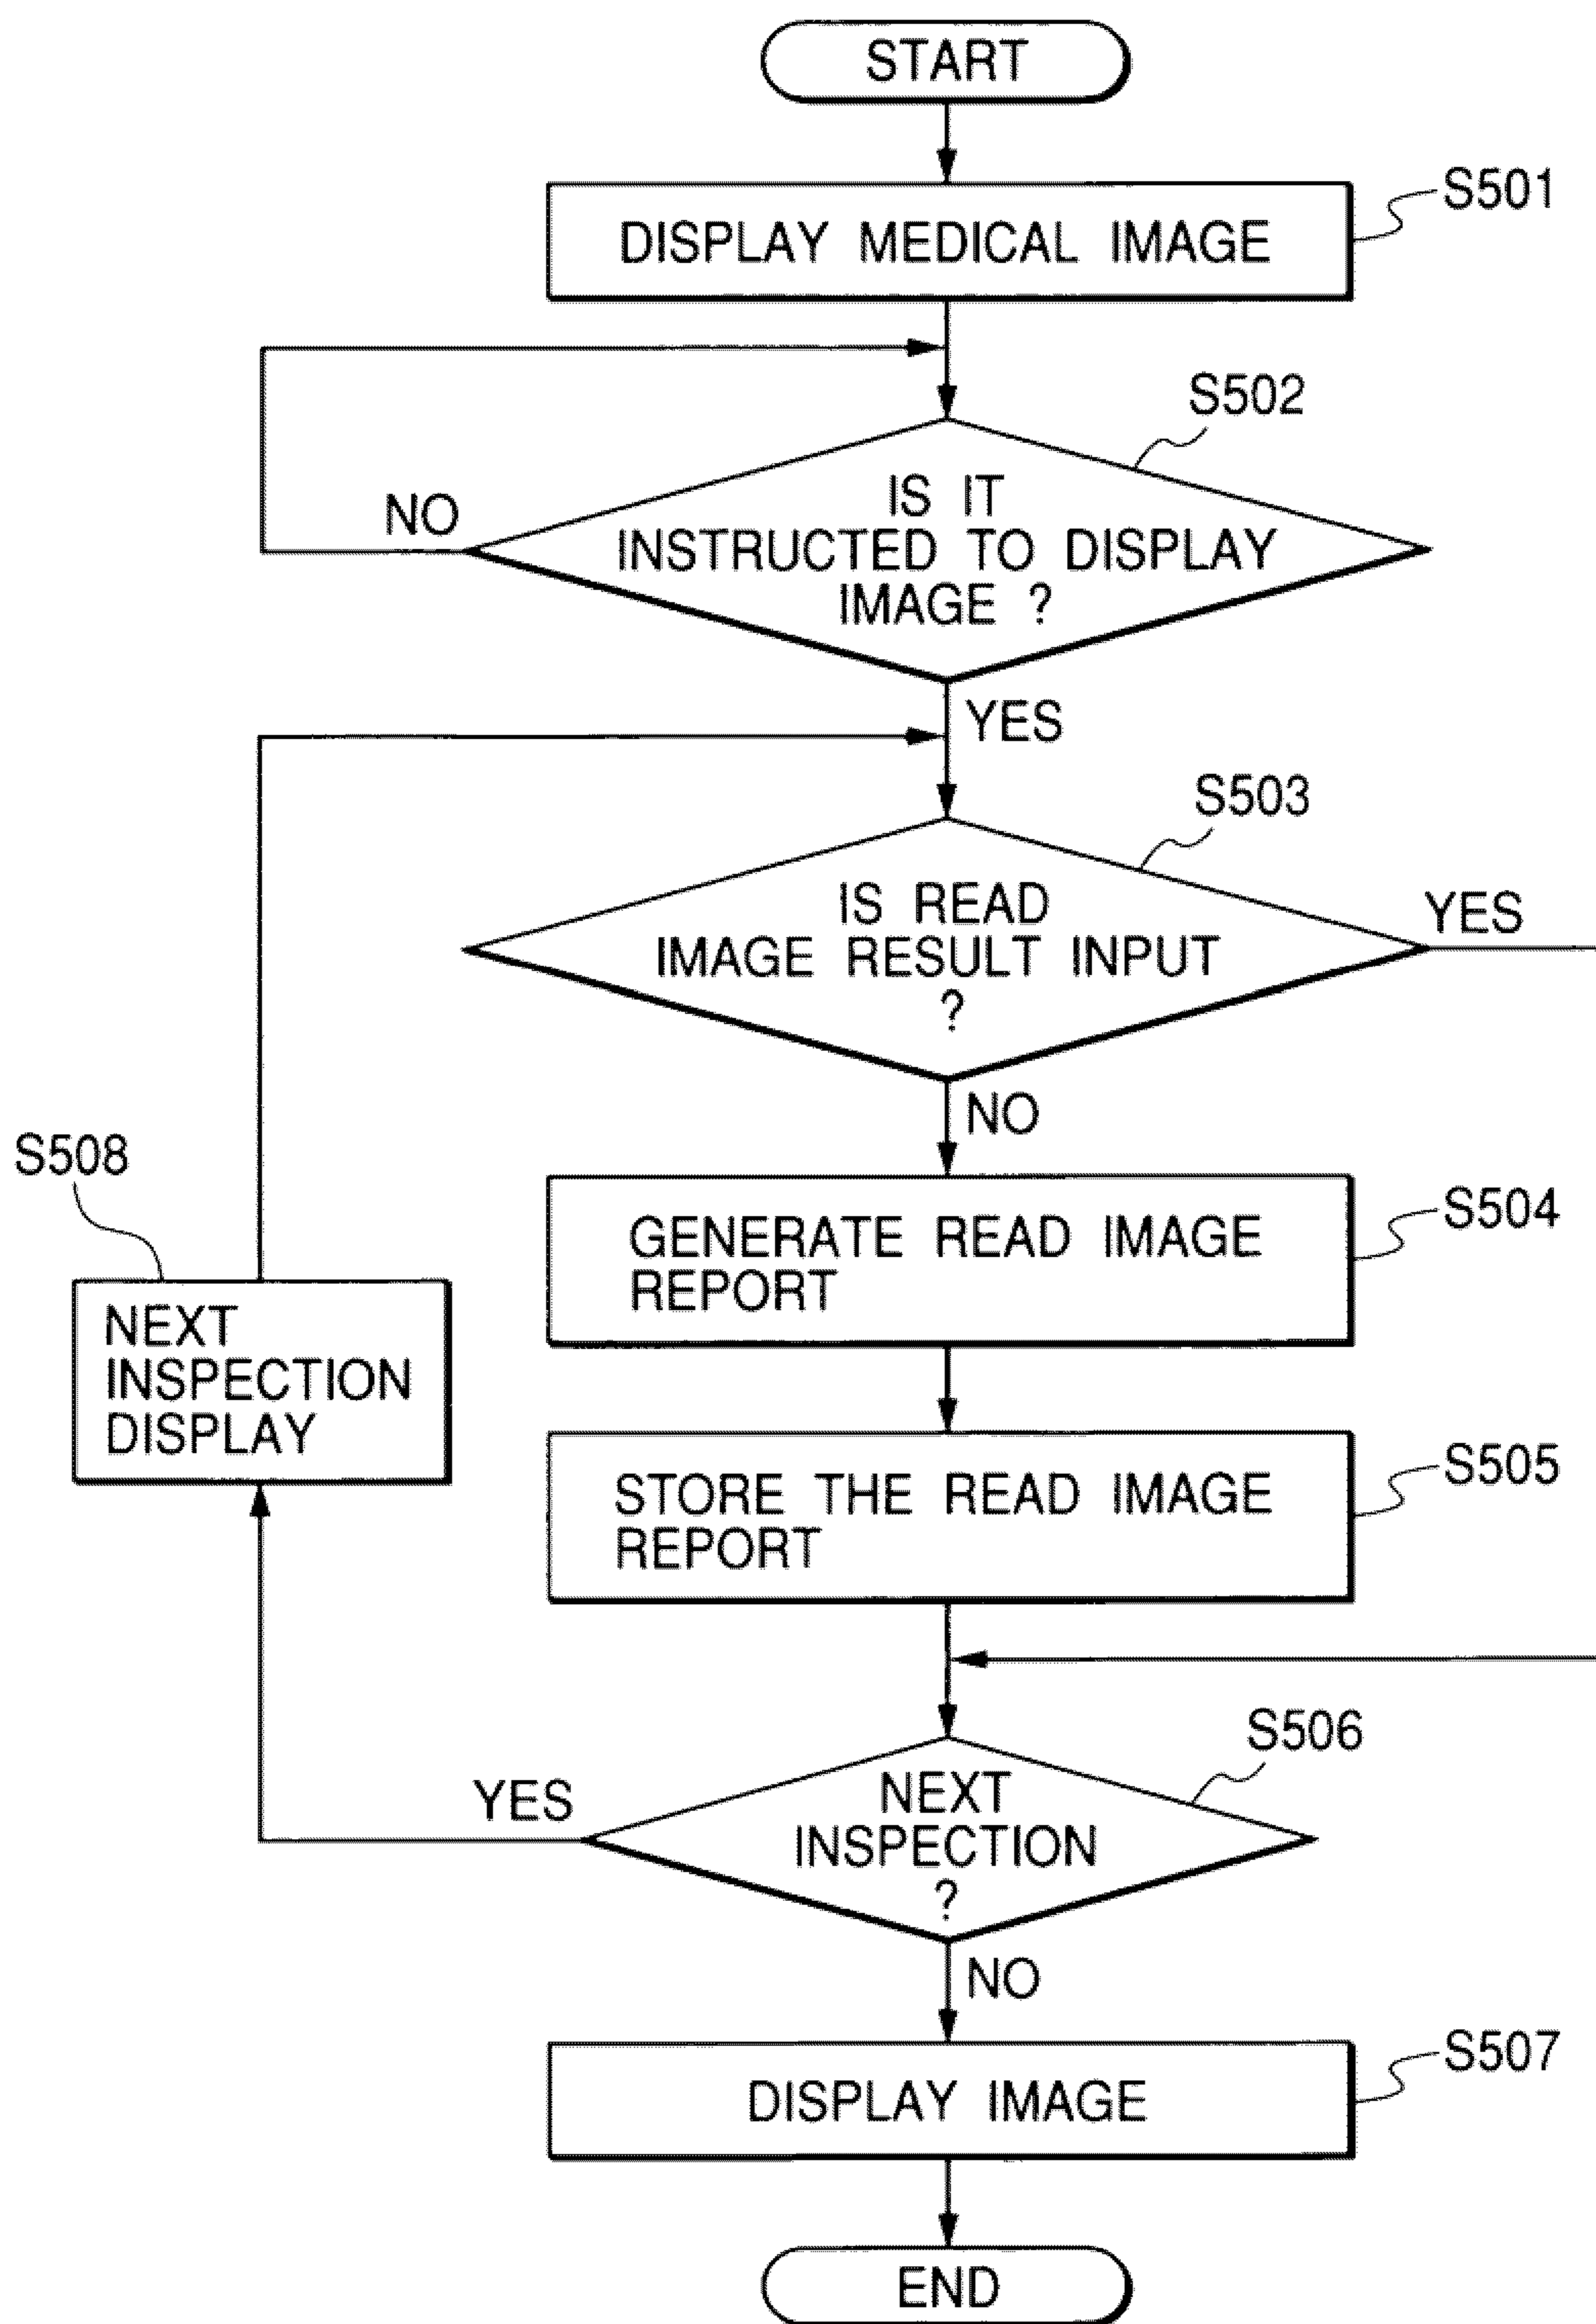 START
DISPLAY MEDICAL IMAGE
S501
S502
IS IT
INSTRUCTED TO DISPLAY
IMAGE ?
NO
YES
S503
IS READ
IMAGE RESULT INPUT
?
YES
NO
S504
GENERATE READ IMAGE
REPORT
S508
NEXT
INSPECTION
DISPLAY
S505
STORE THE READ IMAGE
REPORT
S506
NEXT
INSPECTION
?
YES
NO
S507
DISPLAY IMAGE
END